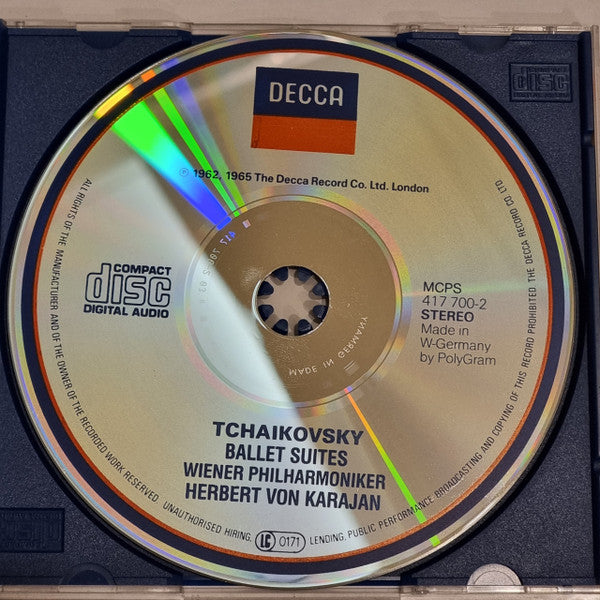 DECCA
℗ 1962, 1965 The Decca Record Co. Ltd. London
COMPACT
disc
DIGITAL AUDIO
MCPS
417 700-2
STEREO
Made in
W-Germany
by PolyGram
MADE IN GERMANY
TCHAIKOVSKY
BALLET SUITES
WIENER PHILHARMONIKER
HERBERT VON KARAJAN
ALL RIGHTS OF THE MANUFACTURER AND OF THE OWNER OF THE RECORDED WORK RESERVED. UNAUTHORISED HIRING, LENDING, PUBLIC PERFORMANCE, BROADCASTING AND COPYING OF THIS RECORD PROHIBITED. THE DECCA RECORD CO LTD
LC 0171
disc